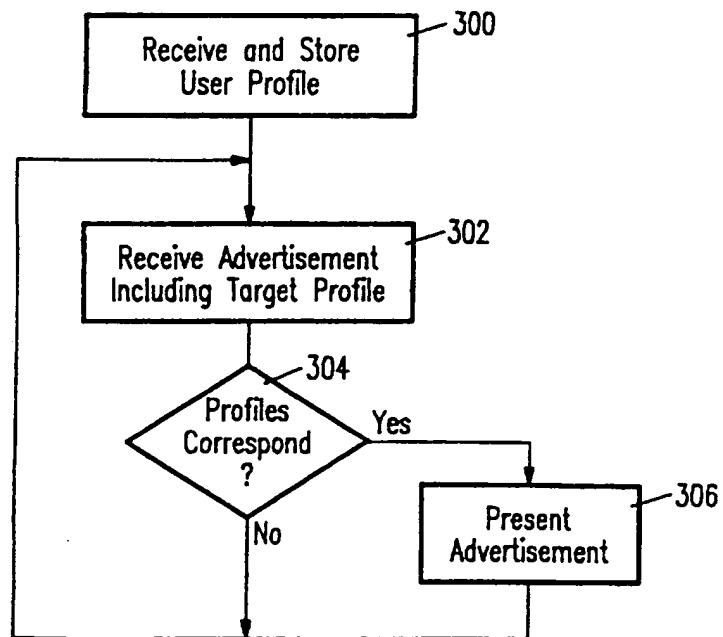 300
Receive and Store
User Profile
302
Receive Advertisement
Including Target Profile
304
Profiles
Correspond
?
Yes
No
306
Present
Advertisement